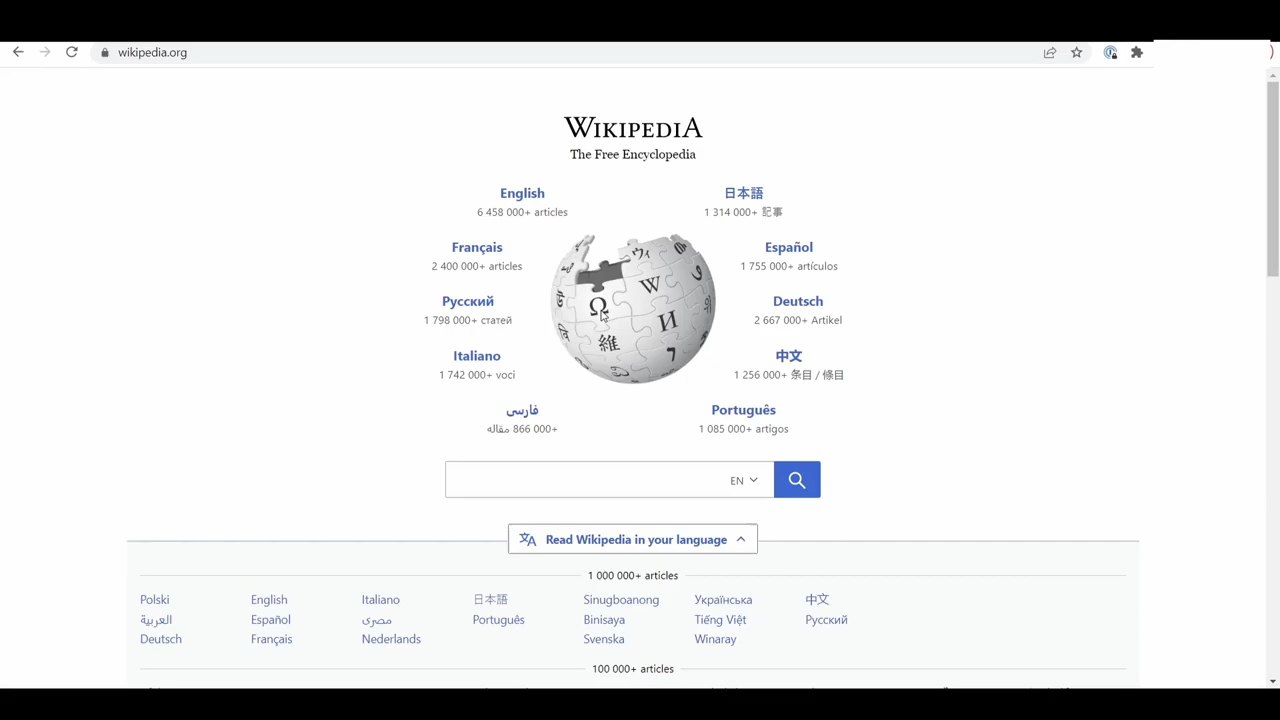 wikipedia.org
WIKIPEDIA
The Free Encyclopedia
English
6 458 000+ articles
日本語
1 314 000+ 記事
Français
2 400 000+ articles
Español
1 755 000+ artículos
Русский
1 798 000+ статей
Deutsch
2 667 000+ Artikel
Italiano
1 742 000+ voci
中文
1 256 000+ 条目 / 條目
فارسی
866 000+ مقاله
Português
1 085 000+ artigos
Ω
W
И
維
ウィ
EN
Read Wikipedia in your language
1 000 000+ articles
Polski English Italiano 日本語 Sinugboanong Українська 中文
العربية Español مصرى Português Binisaya Tiếng Việt Русский
Deutsch Français Nederlands Svenska Winaray
100 000+ articles